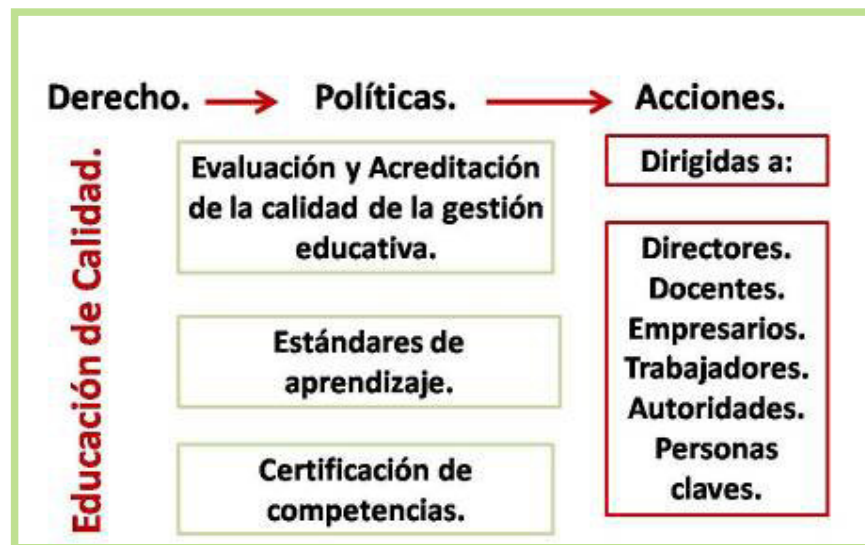 Derecho. Políticas. Acciones.
Educación de Calidad.
Evaluación y Acreditación
de la calidad de la gestión
educativa.
Estándares de
aprendizaje.
Certificación de
competencias.
Dirigidas a:
Directores.
Docentes.
Empresarios.
Trabajadores.
Autoridades.
Personas
claves.